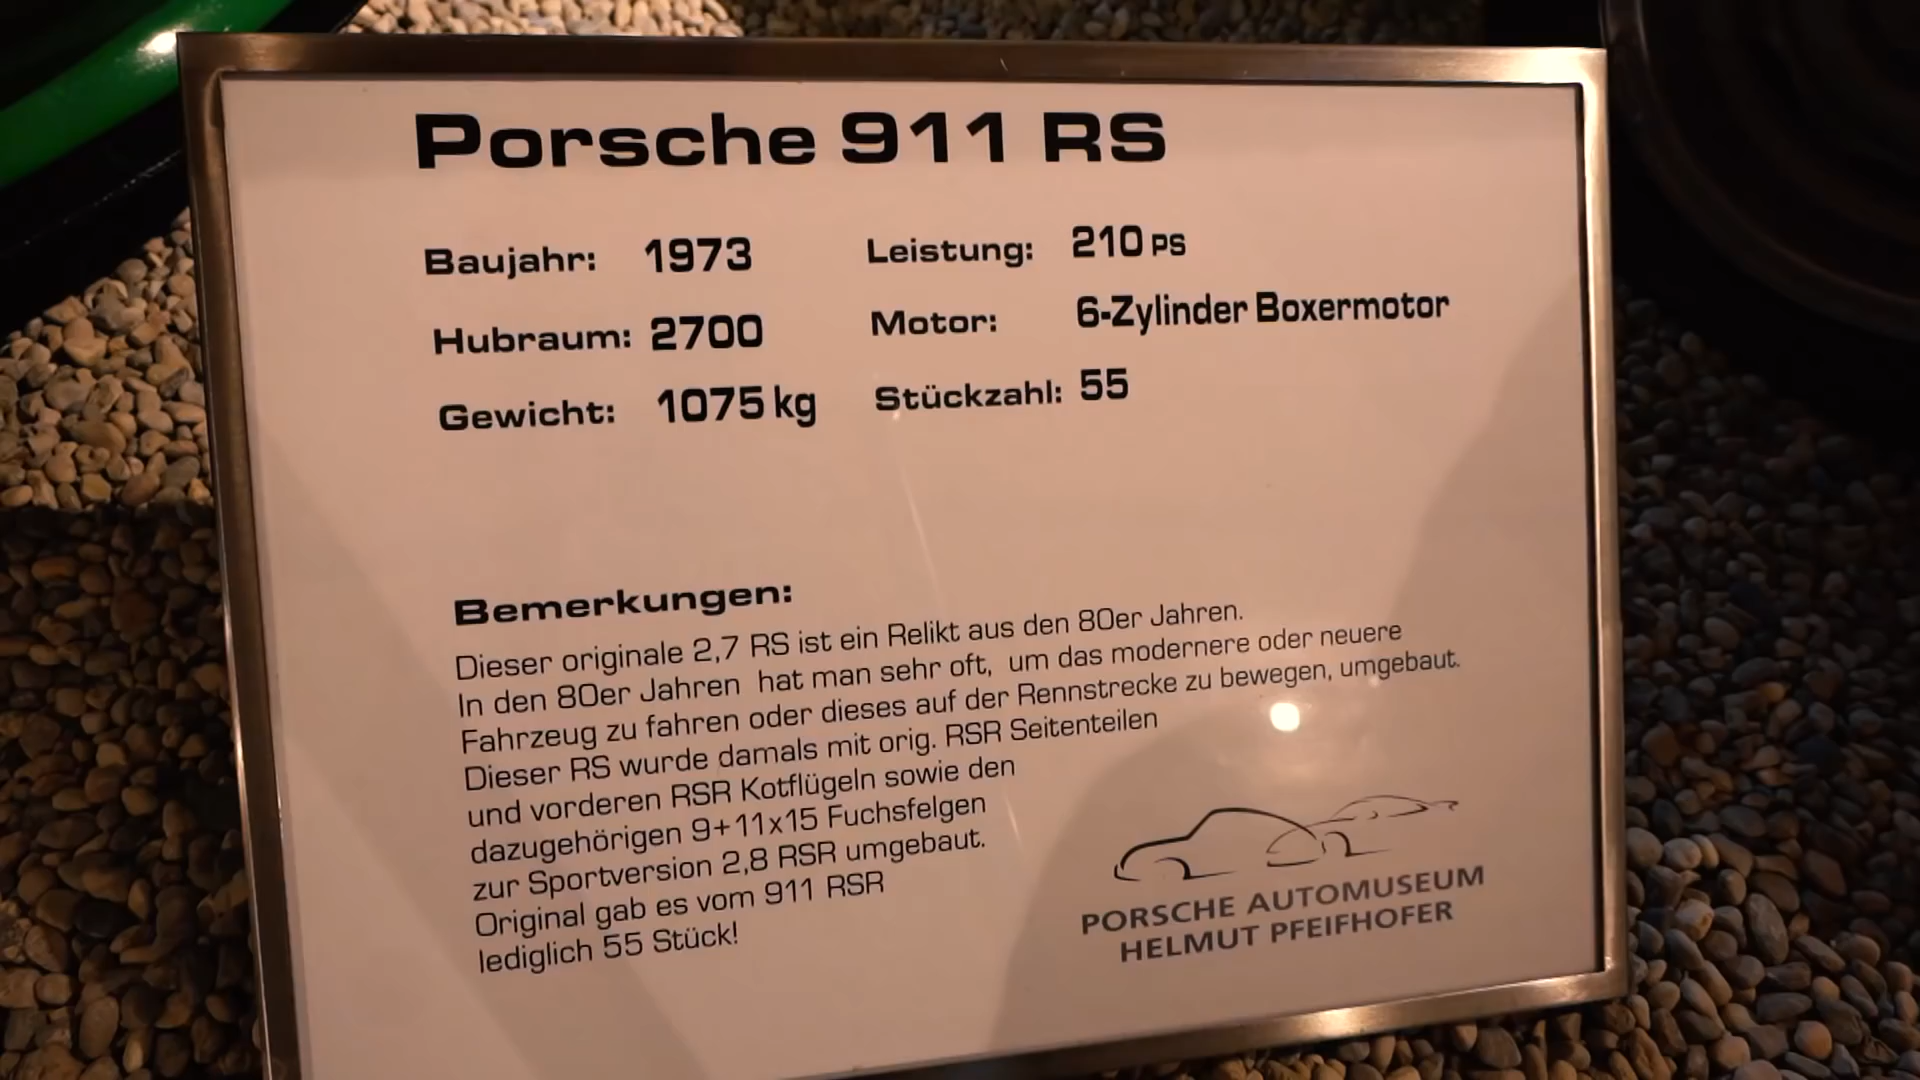 Porsche 911 RS
Baujahr: 1973 Leistung: 210 PS
Hubraum: 2700 Motor: 6-Zylinder Boxermotor
Gewicht: 1075 kg Stückzahl: 55
Bemerkungen:
Dieser originale 2,7 RS ist ein Relikt aus den 80er Jahren.
In den 80er Jahren hat man sehr oft, um das modernere oder neuere
Fahrzeug zu fahren oder dieses auf der Rennstrecke zu bewegen, umgebaut.
Dieser RS wurde damals mit orig. RSR Seitenteilen
und vorderen RSR Kotflügeln sowie den
dazugehörigen 9+11x15 Fuchsfelgen
zur Sportversion 2,8 RSR umgebaut.
Original gab es vom 911 RSR
lediglich 55 Stück!
PORSCHE AUTOMUSEUM
HELMUT PFEIFHOFER